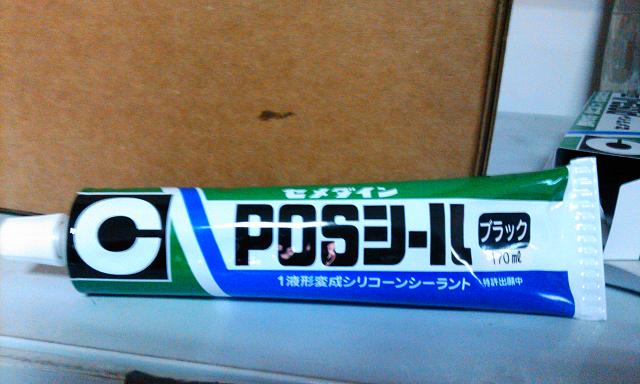 セメダイン
C
POSシール
ブラック
170ml
1液形変成シリコーンシーラント
特許出願中
C